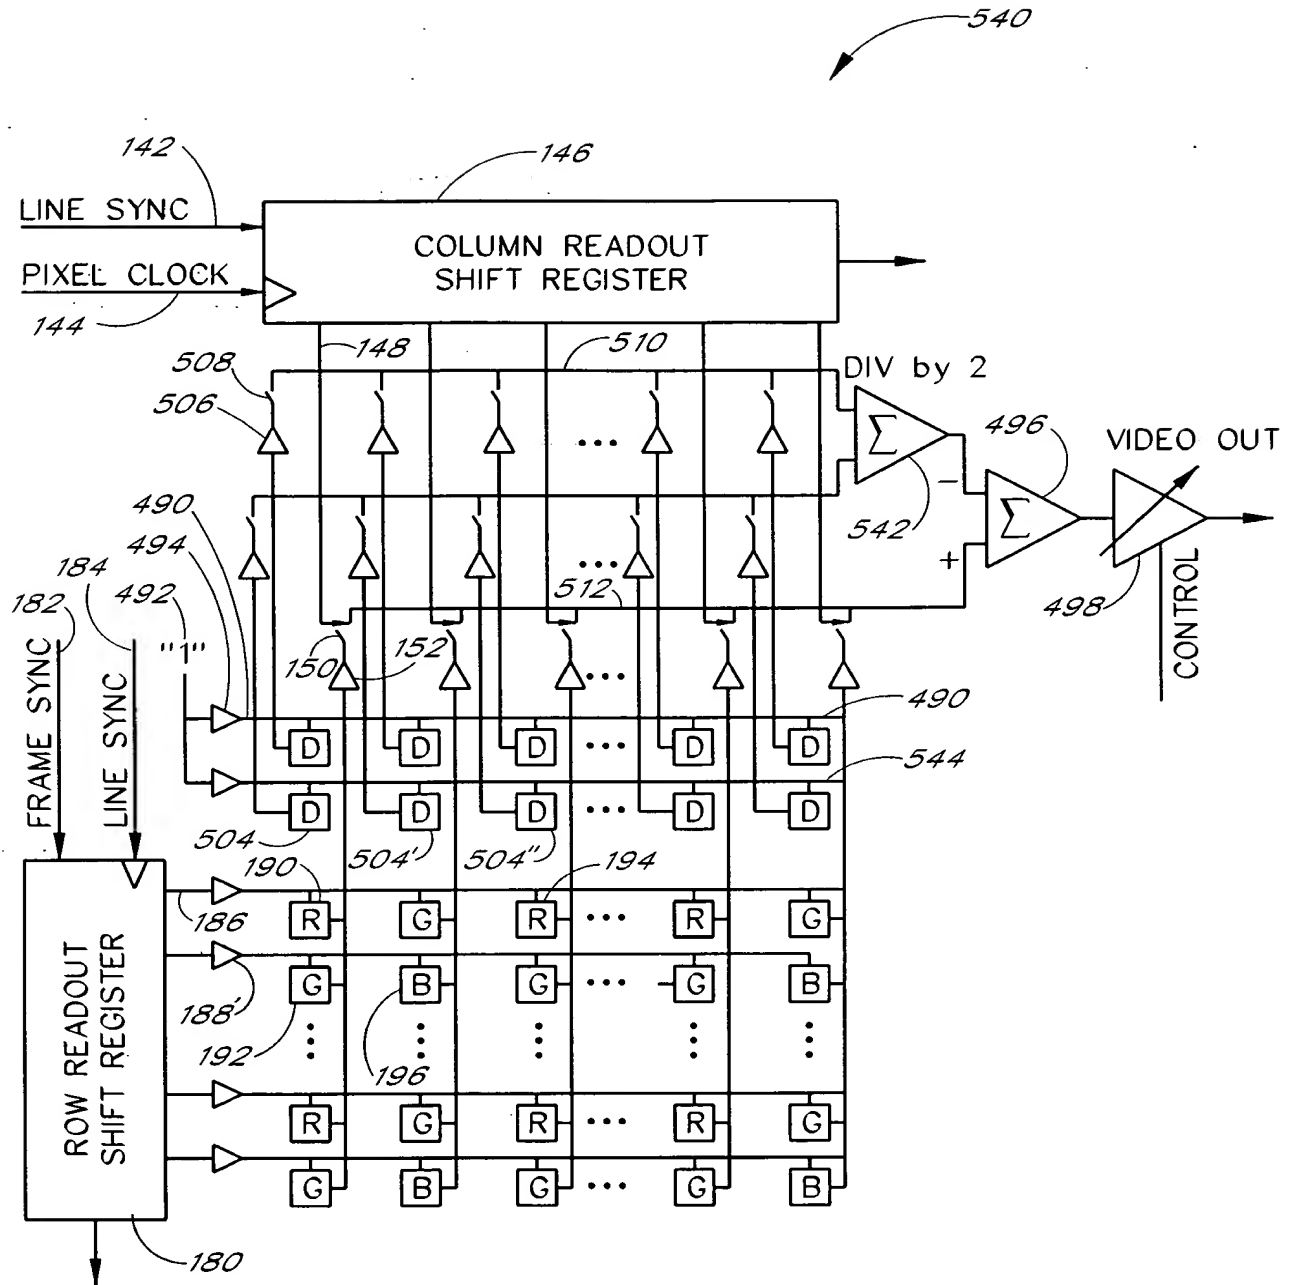 540
142
146
LINE SYNC
COLUMN READOUT
SHIFT REGISTER
PIXEL CLOCK
144
148
510
508
DIV by 2
506
496
VIDEO OUT
Σ
−
542
490
494
Σ
184
+
182
492
512
498
CONTROL
"1"
150
152
FRAME SYNC
LINE SYNC
490
D D D ... D D
544
D D D ... D D
504
504'
504"
190
194
186
R G R ... R G
188'
G B G ... G B
192
196
ROW READOUT
SHIFT REGISTER
R G R ... R G
G B G ... G B
180